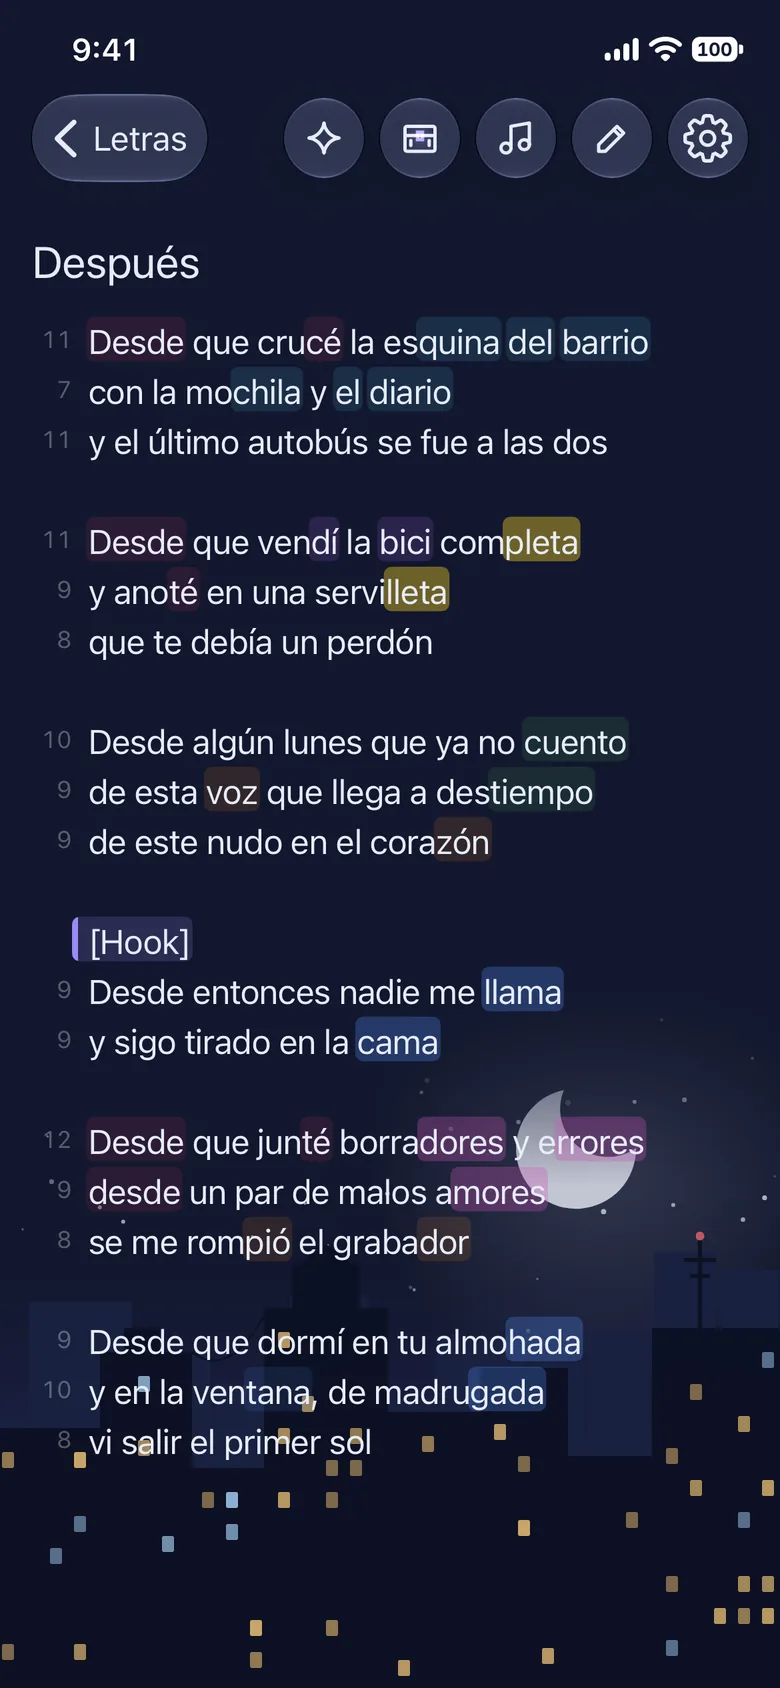 9:41
100
Letras
Después
11 Desde que crucé la esquina del barrio
7 con la mochila y el diario
11 y el último autobús se fue a las dos
11 Desde que vendí la bici completa
9 y anoté en una servilleta
8 que te debía un perdón
10 Desde algún lunes que ya no cuento
9 de esta voz que llega a destiempo
9 de este nudo en el corazón
[Hook]
9 Desde entonces nadie me llama
9 y sigo tirado en la cama
12 Desde que junté borradores y errores
9 desde un par de malos amores
8 se me rompió el grabador
9 Desde que dormí en tu almohada
10 y en la ventana, de madrugada
8 vi salir el primer sol